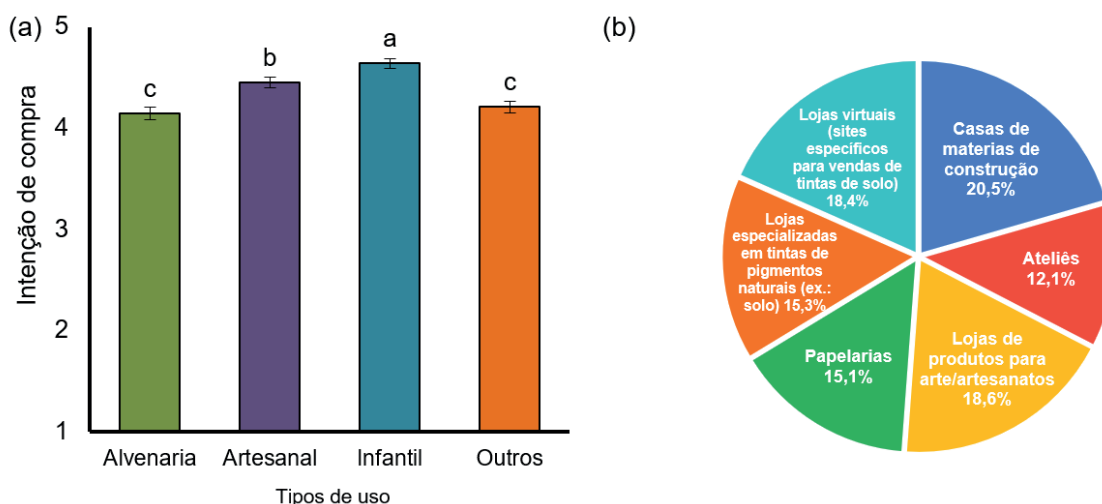 (a)
Intenção de compra
5
4
3
2
1
c
b
a
c
Alvenaria
Artesanal
Infantil
Outros
Tipos de uso
(b)
Casas de
materias de
construção
20,5%
Ateliês
12,1%
Lojas de
produtos para
arte/artesanatos
18,6%
Papelarias
15,1%
Lojas
especializadas
em tintas de
pigmentos
naturais (ex.:
solo) 15,3%
Lojas virtuais
(sites
específicos
para vendas de
tintas de solo)
18,4%